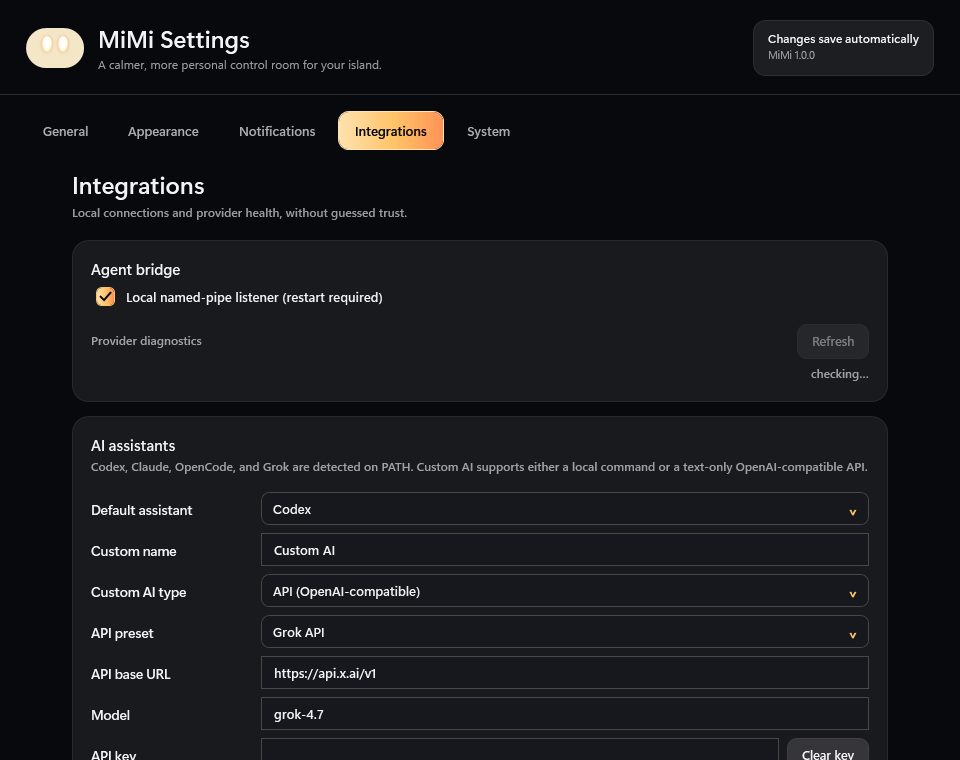 MiMi Settings
A calmer, more personal control room for your island.
Changes save automatically
MiMi 1.0.0
General
Appearance
Notifications
Integrations
System
Integrations
Local connections and provider health, without guessed trust.
Agent bridge
Local named-pipe listener (restart required)
Provider diagnostics
Refresh
checking...
AI assistants
Codex, Claude, OpenCode, and Grok are detected on PATH. Custom AI supports either a local command or a text-only OpenAI-compatible API.
Default assistant
Codex
Custom name
Custom AI
Custom AI type
API (OpenAI-compatible)
API preset
Grok API
API base URL
https://api.x.ai/v1
Model
grok-4.7
API key
Clear key